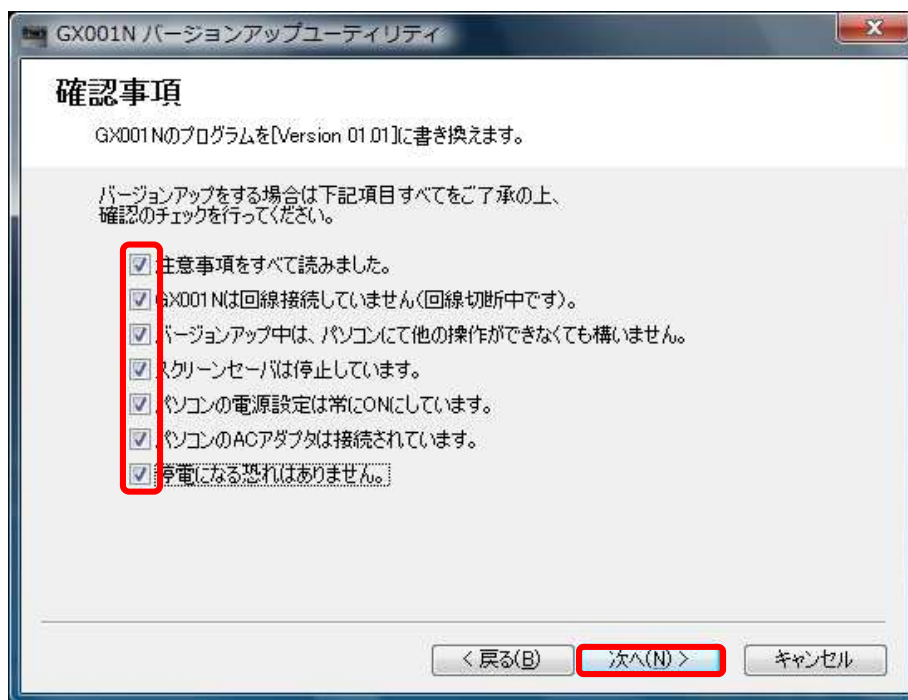 GX001N バージョンアップユーティリティ
確認事項
GX001Nのプログラムを[Version 01.01]に書き換えます。
バージョンアップをする場合は下記項目すべてをご了承の上、
確認のチェックを行ってください。
注意事項をすべて読みました。
GX001Nは回線接続していません(回線切断中です)。
バージョンアップ中は、パソコンにて他の操作ができなくても構いません。
スクリーンセーバは停止しています。
パソコンの電源設定は常にONにしています。
パソコンのACアダプタは接続されています。
停電になる恐れはありません。
< 戻る(B) 次へ(N) > キャンセル